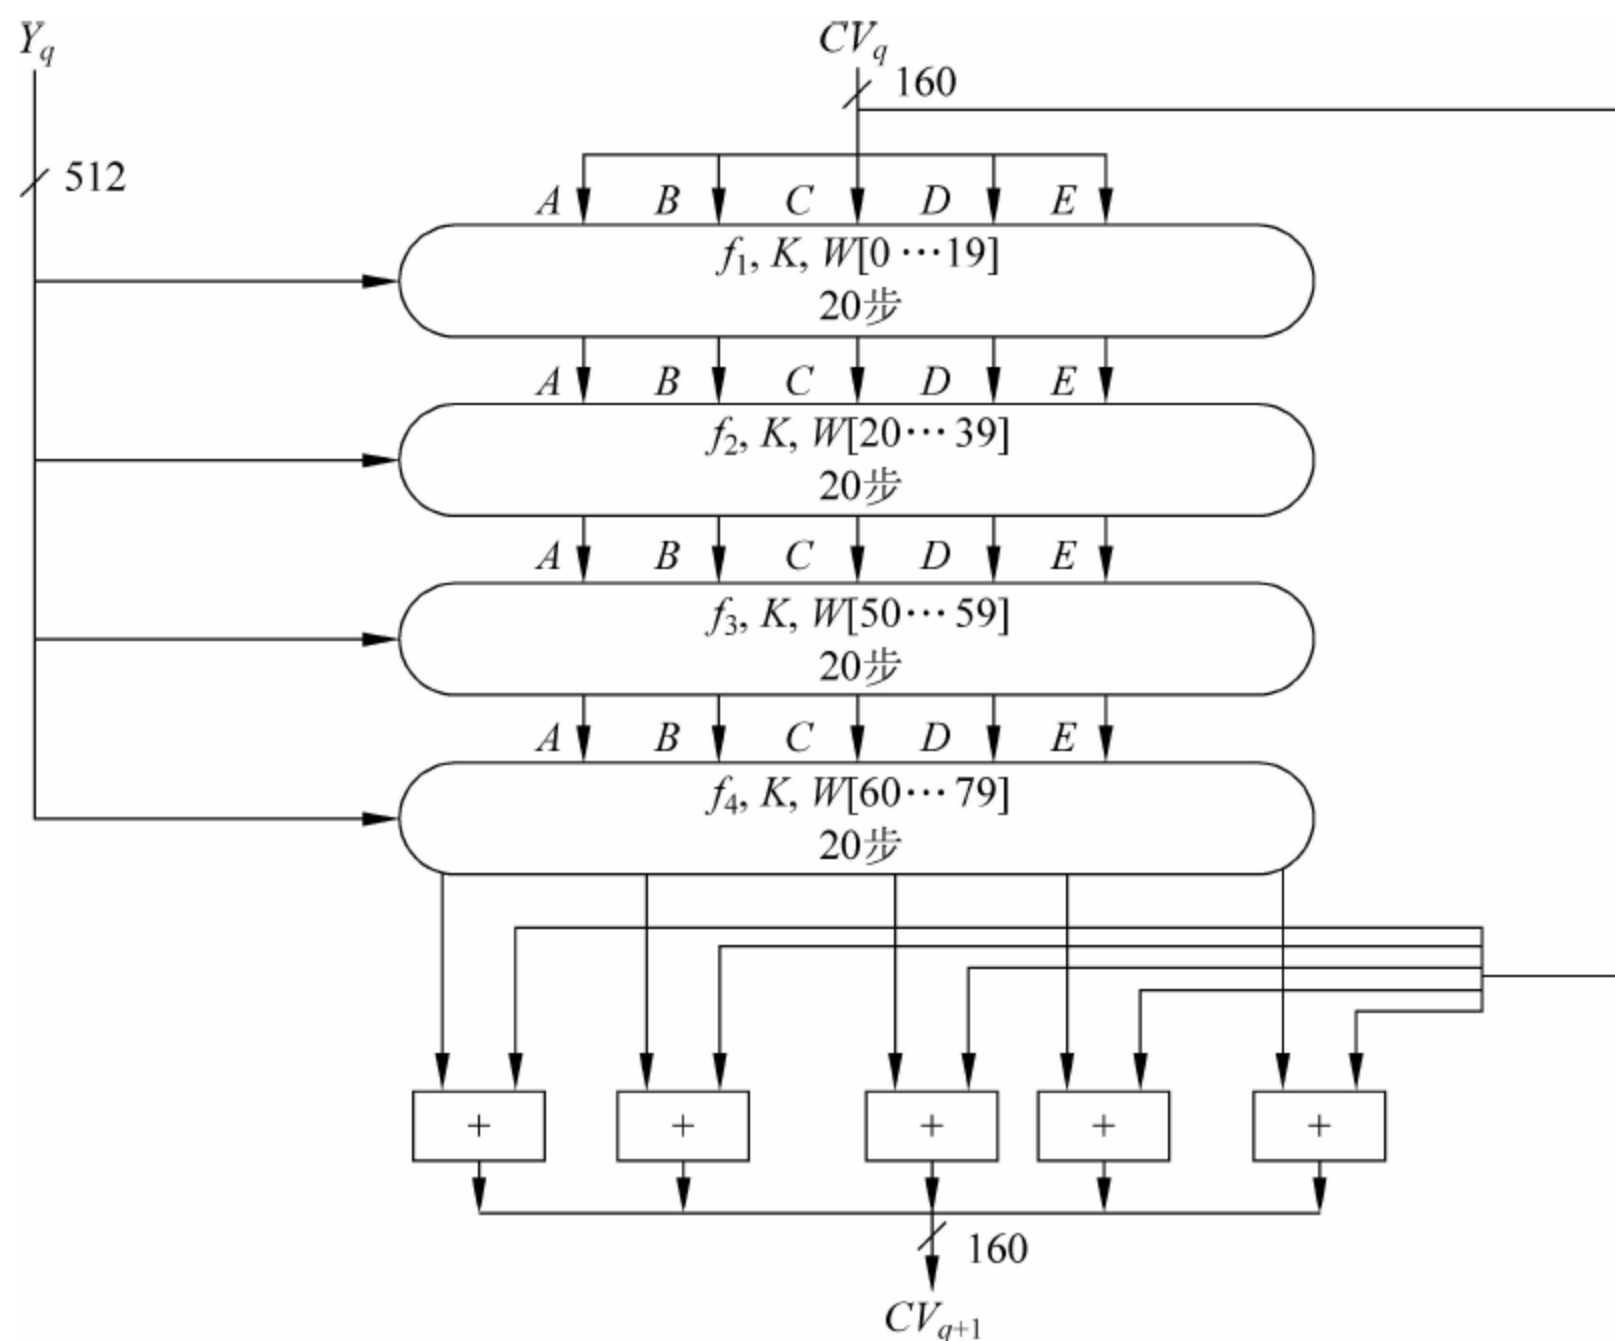 Y_q
CV_q
160
512
A B C D E
f_1, K, W[0 ⋯19]
20步
A B C D E
f_2, K, W[20⋯ 39]
20步
A B C D E
f_3, K, W[50⋯ 59]
20步
A B C D E
f_4, K, W[60⋯ 79]
20步
+ + + + +
160
CV_{q+1}